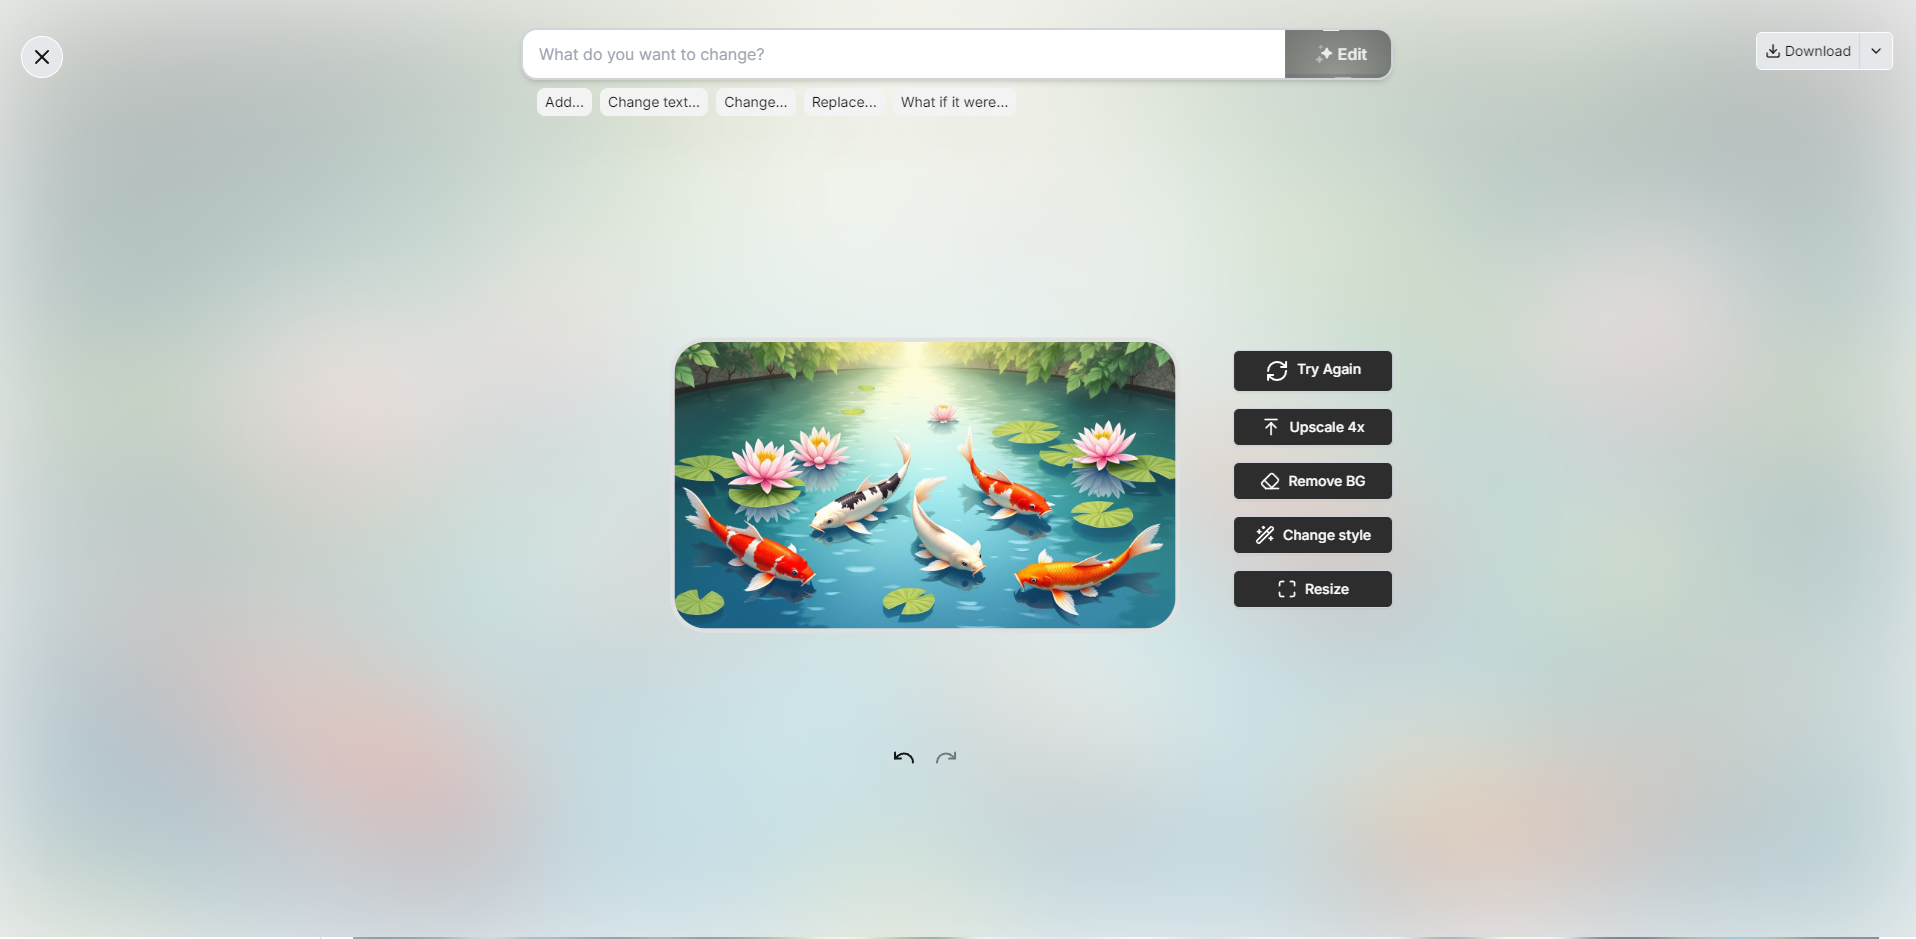 What do you want to change?
Edit
Download
Add...
Change text...
Change...
Replace...
What if it were...
Try Again
Upscale 4x
Remove BG
Change style
Resize